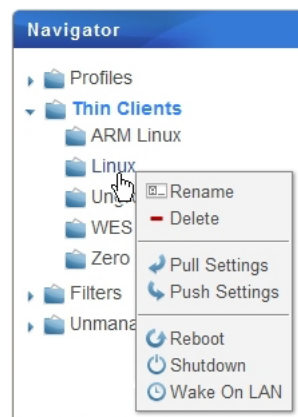 Navigator
Profiles
Thin Clients
ARM Linux
Linux
Rename
Delete
WES
Zero
Pull Settings
Push Settings
Filters
Reboot
Shutdown
Wake On LAN